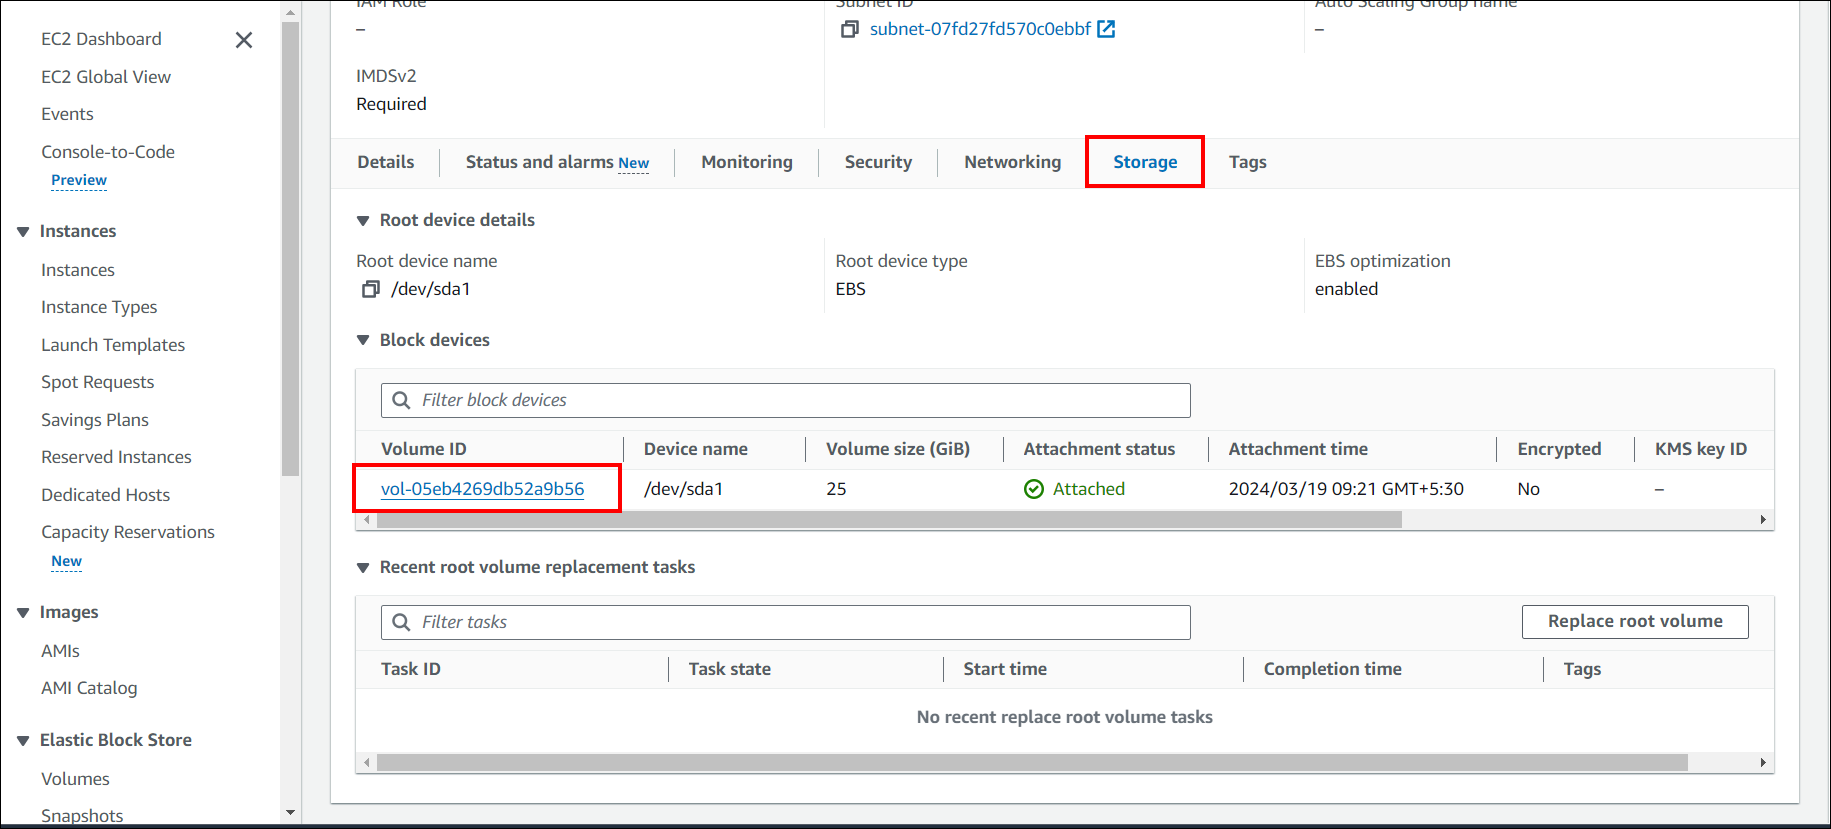 EC2 Dashboard
EC2 Global View
Events
Console-to-Code
Preview
Instances
Instances
Instance Types
Launch Templates
Spot Requests
Savings Plans
Reserved Instances
Dedicated Hosts
Capacity Reservations
New
Images
AMIs
AMI Catalog
Elastic Block Store
Volumes
Snapshots
IAM Role
–
Subnet ID
subnet-07fd27fd570c0ebbf
Auto Scaling Group name
–
IMDSv2
Required
Details Status and alarms New Monitoring Security Networking Storage Tags
Root device details
Root device name
/dev/sda1
Root device type
EBS
EBS optimization
enabled
Block devices
Filter block devices
Volume ID Device name Volume size (GiB) Attachment status Attachment time Encrypted KMS key ID
vol-05eb4269db52a9b56 /dev/sda1 25 Attached 2024/03/19 09:21 GMT+5:30 No –
Recent root volume replacement tasks
Filter tasks
Replace root volume
Task ID Task state Start time Completion time Tags
No recent replace root volume tasks